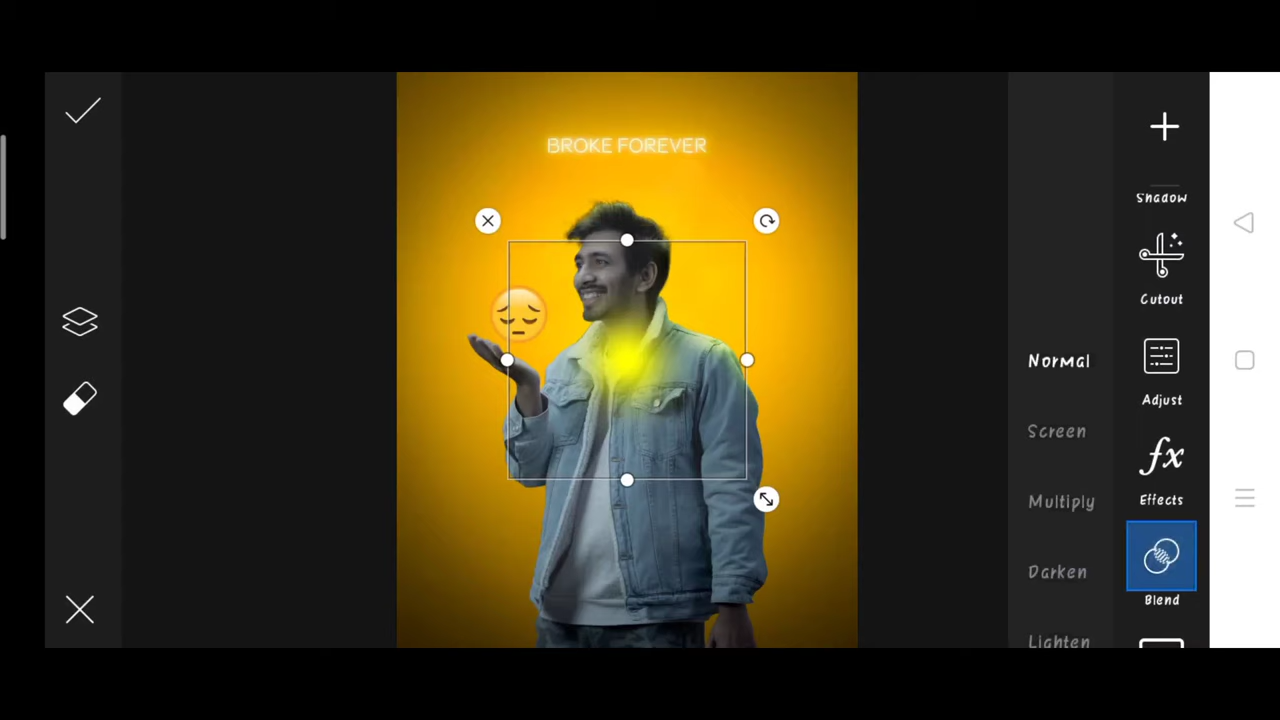 BROKE FOREVER
Shadow
Cutout
Normal
Adjust
Screen
Effects
Multiply
Darken
Blend
Lighten